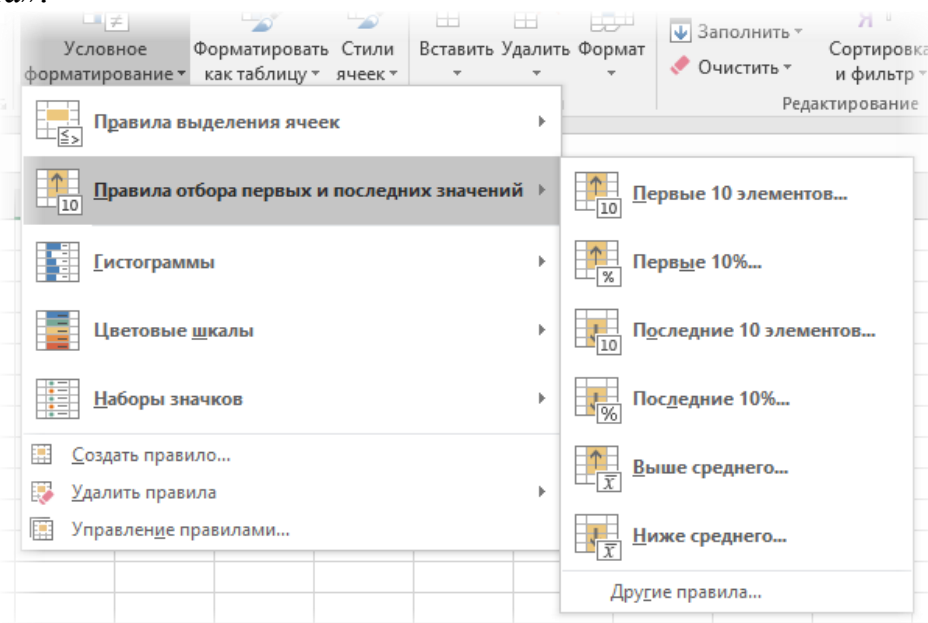 Условное форматирование
Форматировать как таблицу
Стили ячеек
Вставить
Удалить
Формат
Заполнить
Очистить
Сортировка и фильтр
Редактирование
Правила выделения ячеек
Правила отбора первых и последних значений
Гистограммы
Цветовые шкалы
Наборы значков
Создать правило...
Удалить правила
Управление правилами...
Первые 10 элементов...
Первые 10%...
Последние 10 элементов...
Последние 10%...
Выше среднего...
Ниже среднего...
Другие правила...